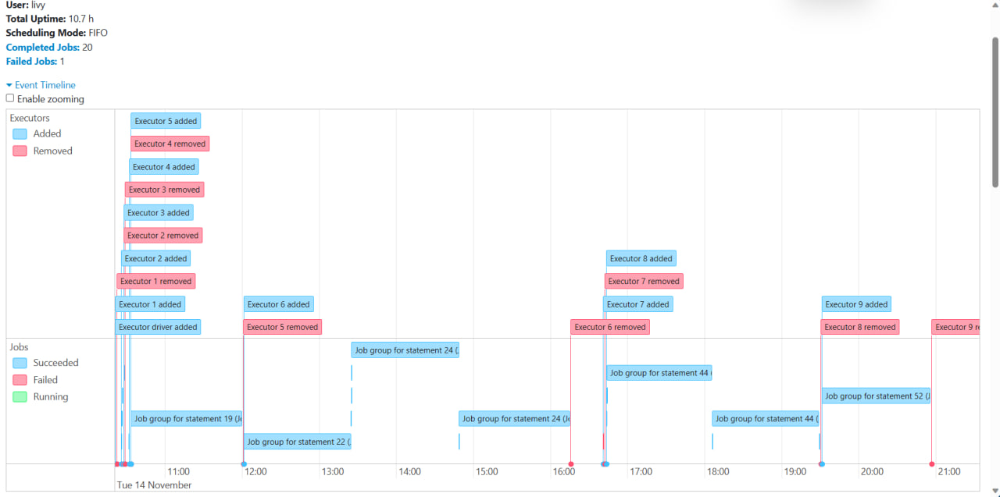 User: livy
Total Uptime: 10.7 h
Scheduling Mode: FIFO
Completed Jobs: 20
Failed Jobs: 1
Event Timeline
Enable zooming
Executors
Added
Removed
Executor 5 added
Executor 4 removed
Executor 4 added
Executor 3 removed
Executor 3 added
Executor 2 removed
Executor 2 added
Executor 8 added
Executor 1 removed
Executor 7 removed
Executor 1 added
Executor 6 added
Executor 7 added
Executor 9 added
Executor driver added
Executor 5 removed
Executor 6 removed
Executor 8 removed
Executor 9 re
Jobs
Succeeded
Failed
Running
Job group for statement 24 (
Job group for statement 44 (
Job group for statement 52 (J
Job group for statement 19 (Jo
Job group for statement 24 (Jo
Job group for statement 44 (
Job group for statement 22 (
11:00 12:00 13:00 14:00 15:00 16:00 17:00 18:00 19:00 20:00 21:00
Tue 14 November